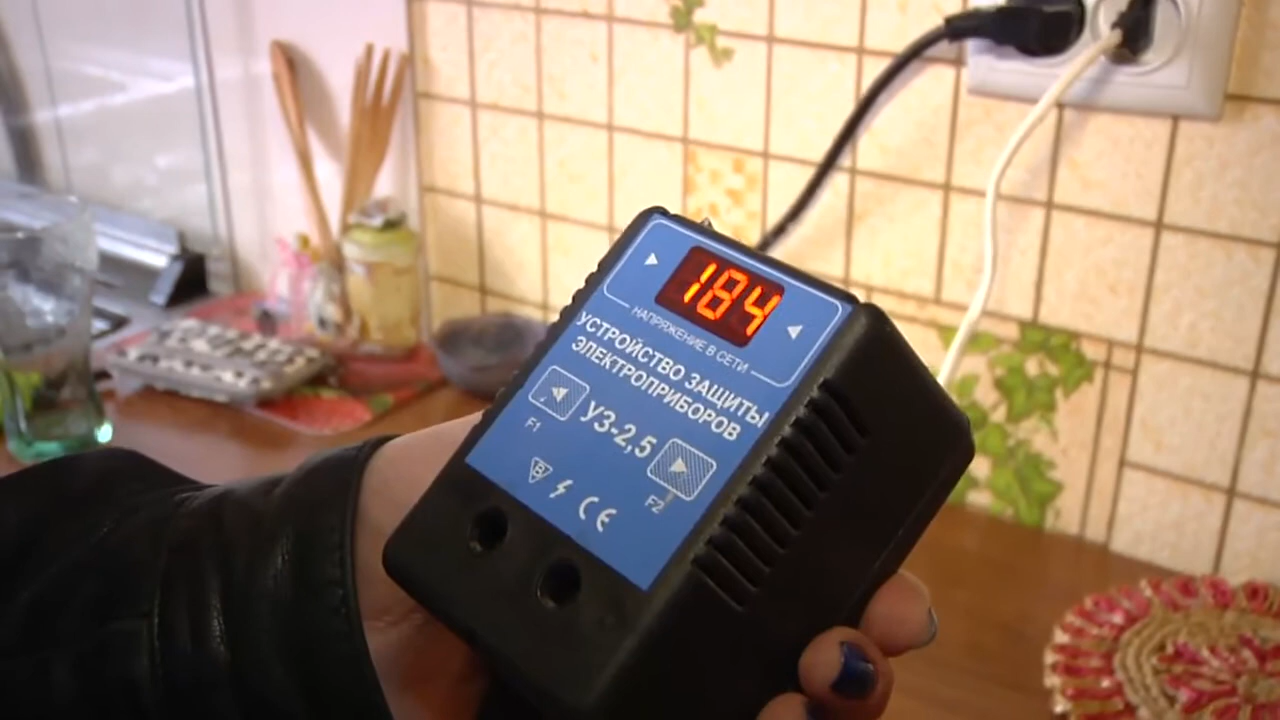 184
НАПРЯЖЕНИЕ В СЕТИ
УСТРОЙСТВО ЗАЩИТЫ
ЭЛЕКТРОПРИБОРОВ
УЗ-2,5
F1
F2
В
CE